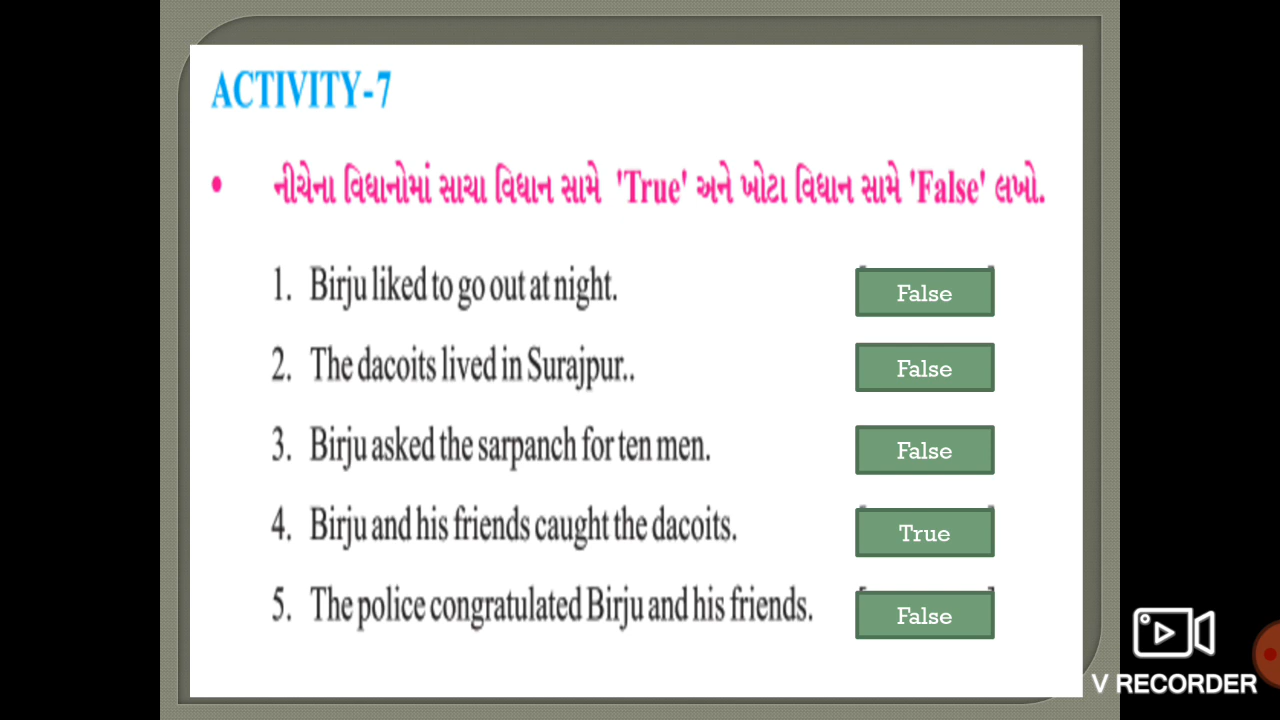 ACTIVITY-7
• નીચેના વિધાનોમાં સાચા વિધાન સામે 'True' અને ખોટા વિધાન સામે 'False' લખો.
1. Birju liked to go out at night. False
2. The dacoits lived in Surajpur.. False
3. Birju asked the sarpanch for ten men. False
4. Birju and his friends caught the dacoits. True
5. The police congratulated Birju and his friends. False
V RECORDER